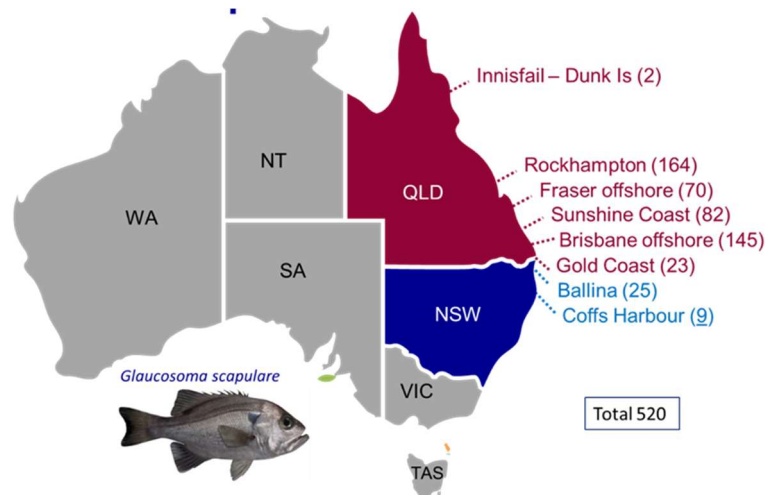 Innisfail – Dunk Is (2)
Rockhampton (164)
Fraser offshore (70)
Sunshine Coast (82)
Brisbane offshore (145)
Gold Coast (23)
Ballina (25)
Coffs Harbour (9)
NT
QLD
WA
SA
NSW
VIC
TAS
Glaucosoma scapulare
Total 520